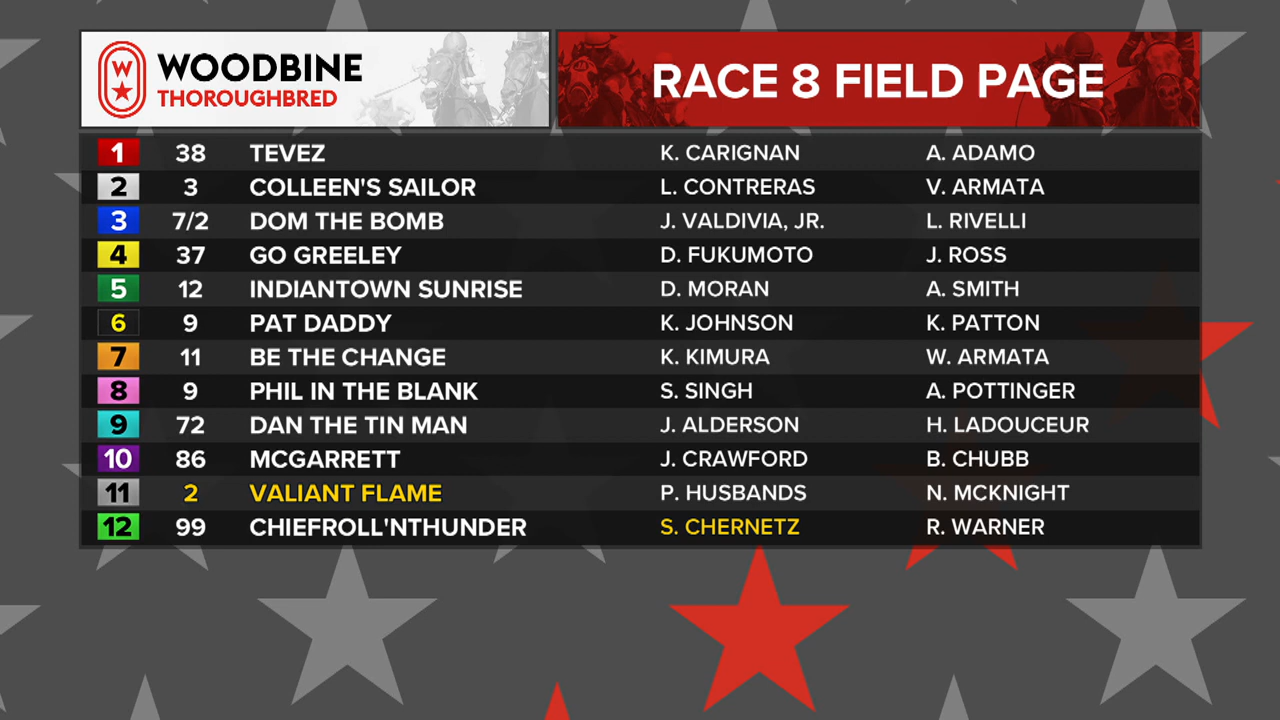 W
WOODBINE
THOROUGHBRED
RACE 8 FIELD PAGE
1 38 TEVEZ K. CARIGNAN A. ADAMO
2 3 COLLEEN'S SAILOR L. CONTRERAS V. ARMATA
3 7/2 DOM THE BOMB J. VALDIVIA, JR. L. RIVELLI
4 37 GO GREELEY D. FUKUMOTO J. ROSS
5 12 INDIANTOWN SUNRISE D. MORAN A. SMITH
6 9 PAT DADDY K. JOHNSON K. PATTON
7 11 BE THE CHANGE K. KIMURA W. ARMATA
8 9 PHIL IN THE BLANK S. SINGH A. POTTINGER
9 72 DAN THE TIN MAN J. ALDERSON H. LADOUCEUR
10 86 MCGARRETT J. CRAWFORD B. CHUBB
11 2 VALIANT FLAME P. HUSBANDS N. MCKNIGHT
12 99 CHIEFROLL'NTHUNDER S. CHERNETZ R. WARNER